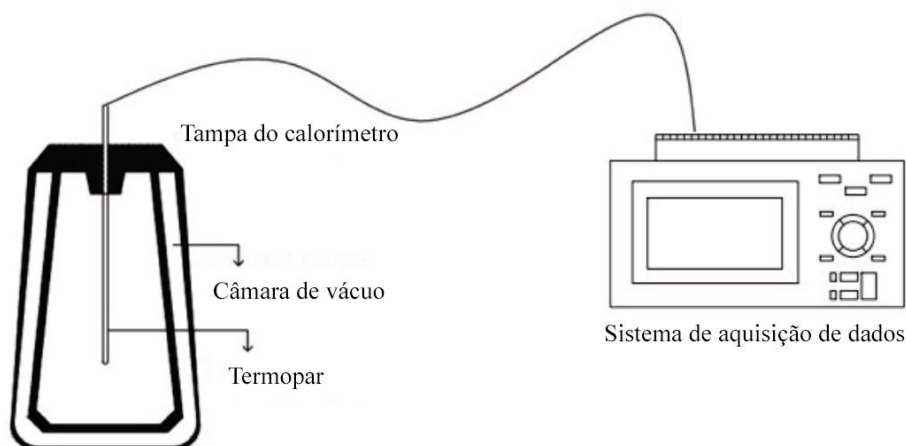 Tampa do calorímetro
Câmara de vácuo
Termopar
Sistema de aquisição de dados